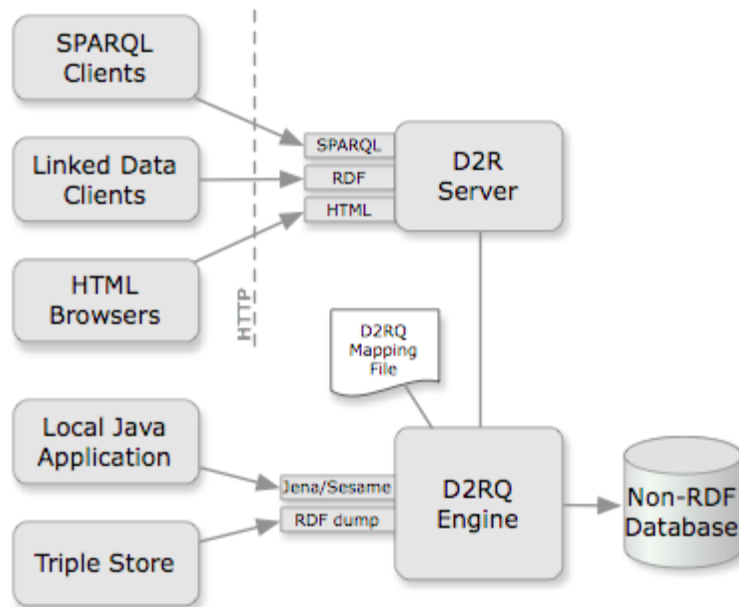 SPARQL
Clients
Linked Data
Clients
HTML
Browsers
HTTP
SPARQL
RDF
HTML
D2R
Server
D2RQ
Mapping
File
Local Java
Application
Triple Store
Jena/Sesame
RDF dump
D2RQ
Engine
Non-RDF
Database